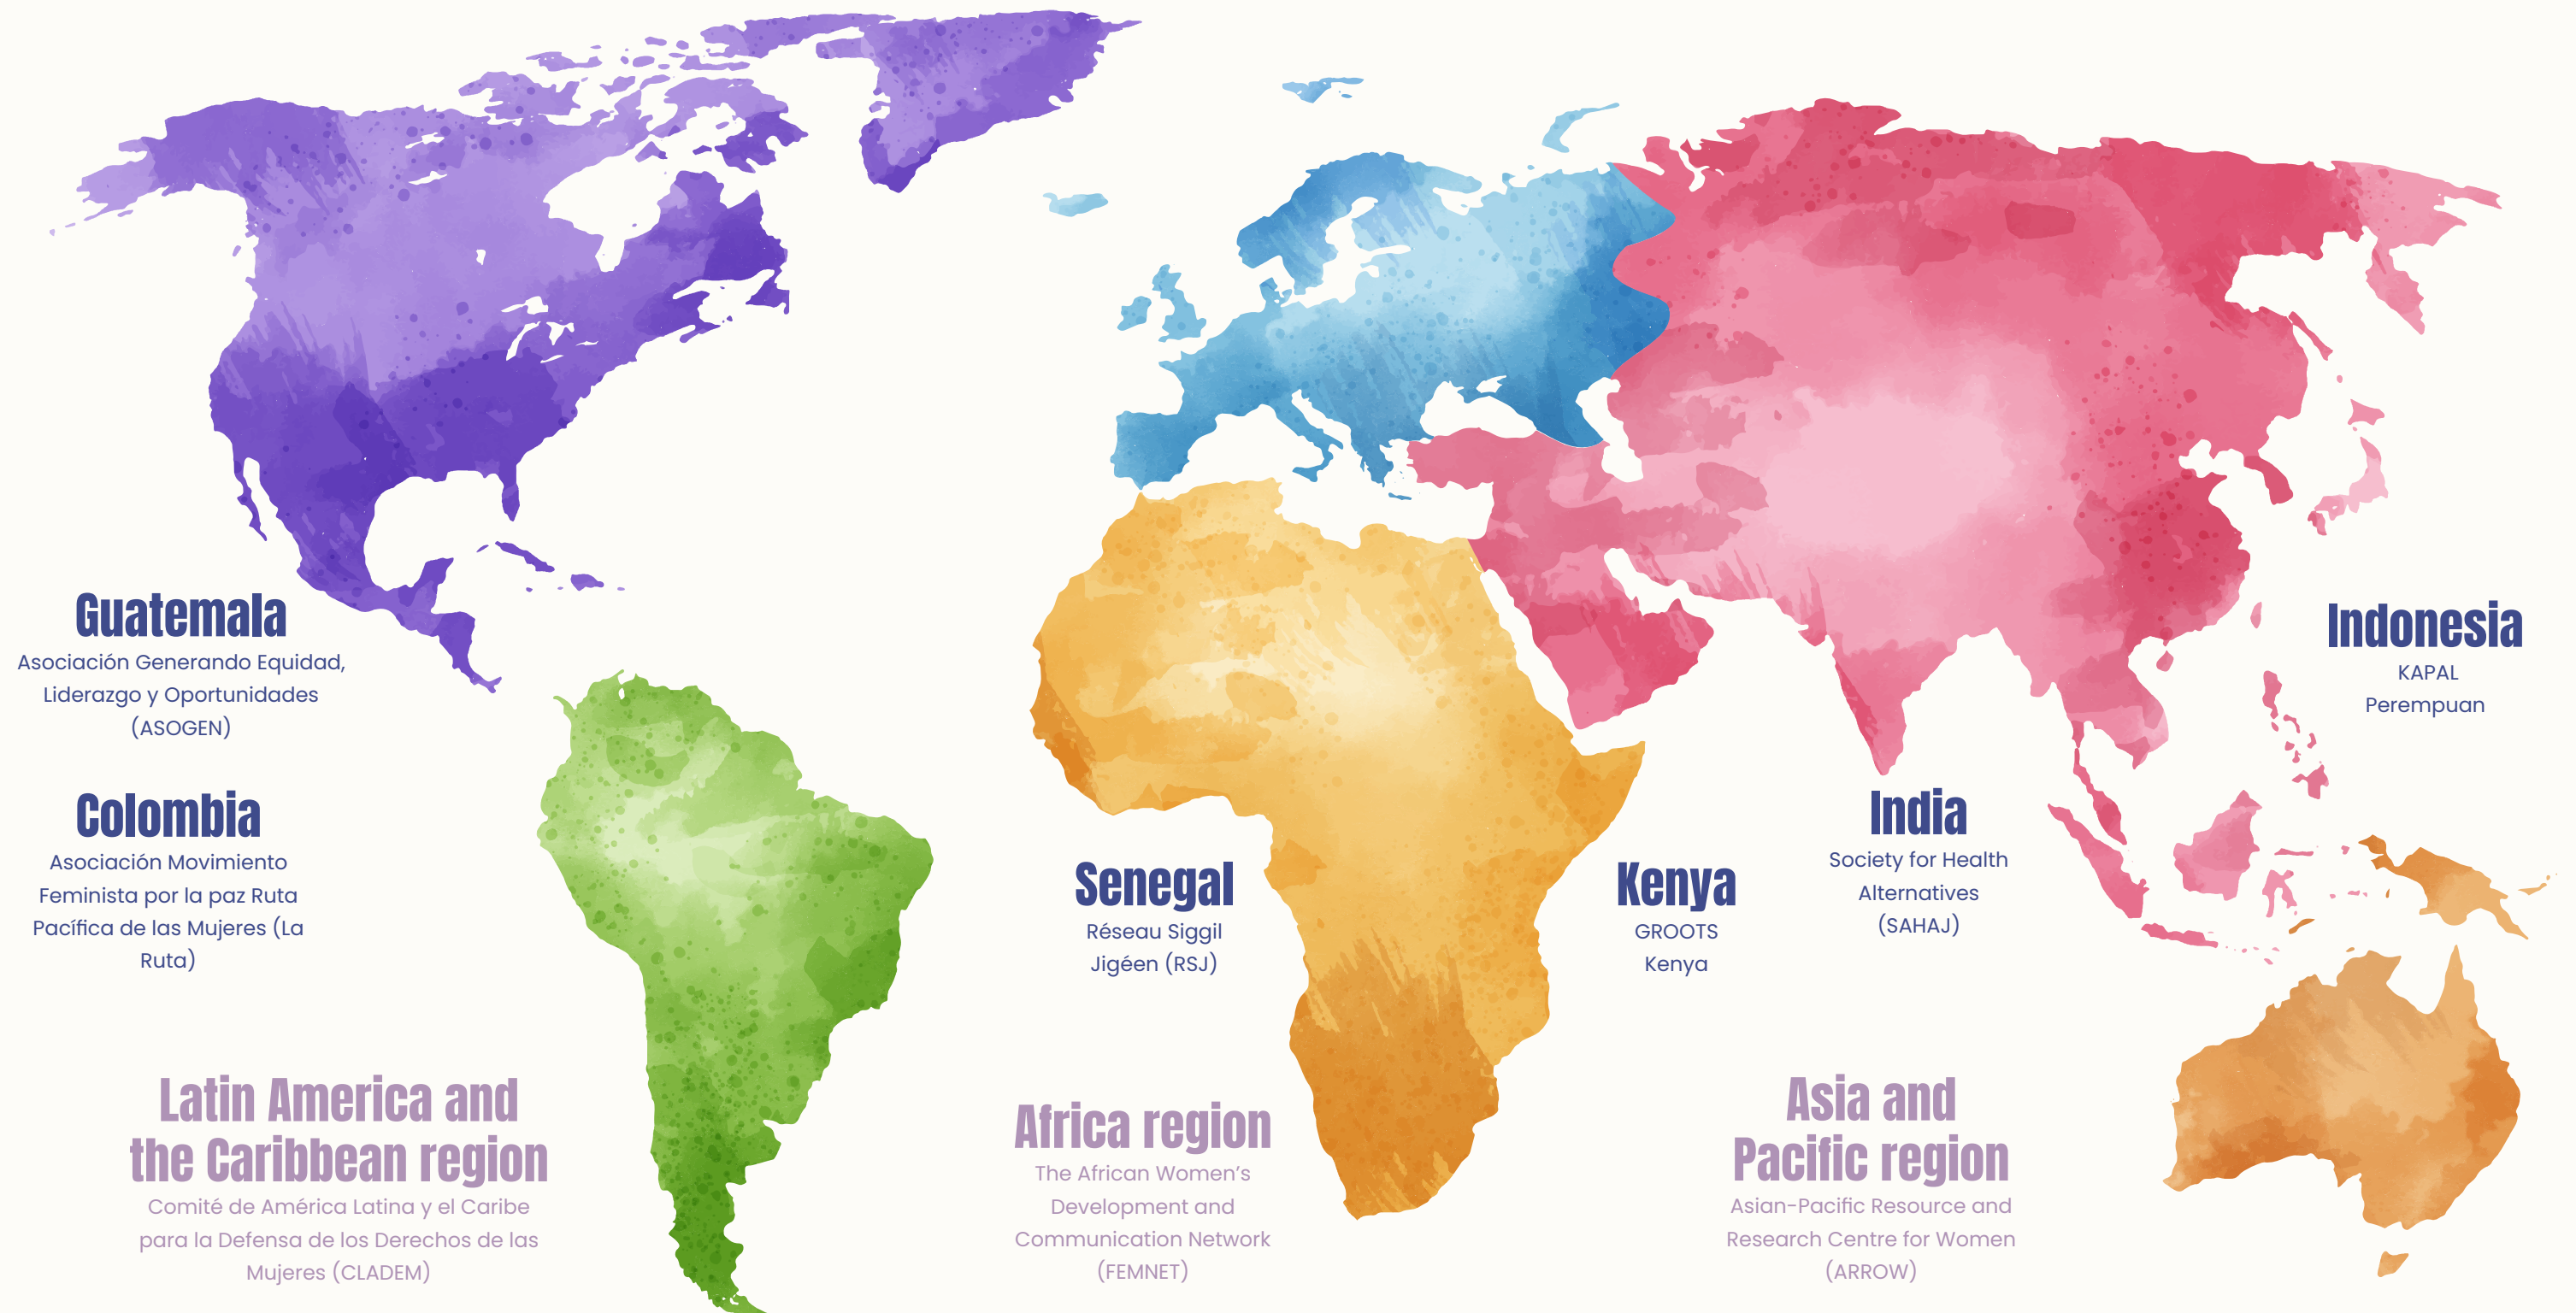 Guatemala
Asociación Generando Equidad,
Liderazgo y Oportunidades
(ASOGEN)
Colombia
Asociación Movimiento
Feminista por la paz Ruta
Pacífica de las Mujeres (La
Ruta)
Latin America and
the Caribbean region
Comité de América Latina y el Caribe
para la Defensa de los Derechos de las
Mujeres (CLADEM)
Senegal
Réseau Siggil
Jigéen (RSJ)
Kenya
GROOTS
Kenya
Africa region
The African Women’s
Development and
Communication Network
(FEMNET)
India
Society for Health
Alternatives
(SAHAJ)
Indonesia
KAPAL
Perempuan
Asia and
Pacific region
Asian-Pacific Resource and
Research Centre for Women
(ARROW)